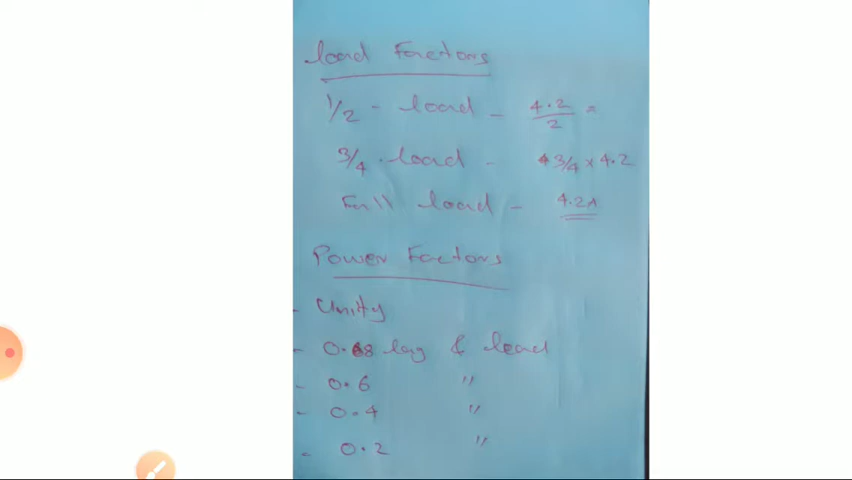 Load Factors
1/2 - load - 4.2/2 =
3/4 . load - 3/4 x 4.2
Full load - 4.2A
Power Factors
- Unity
- 0.8 lag & lead
- 0.6 "
- 0.4 "
- 0.2 "